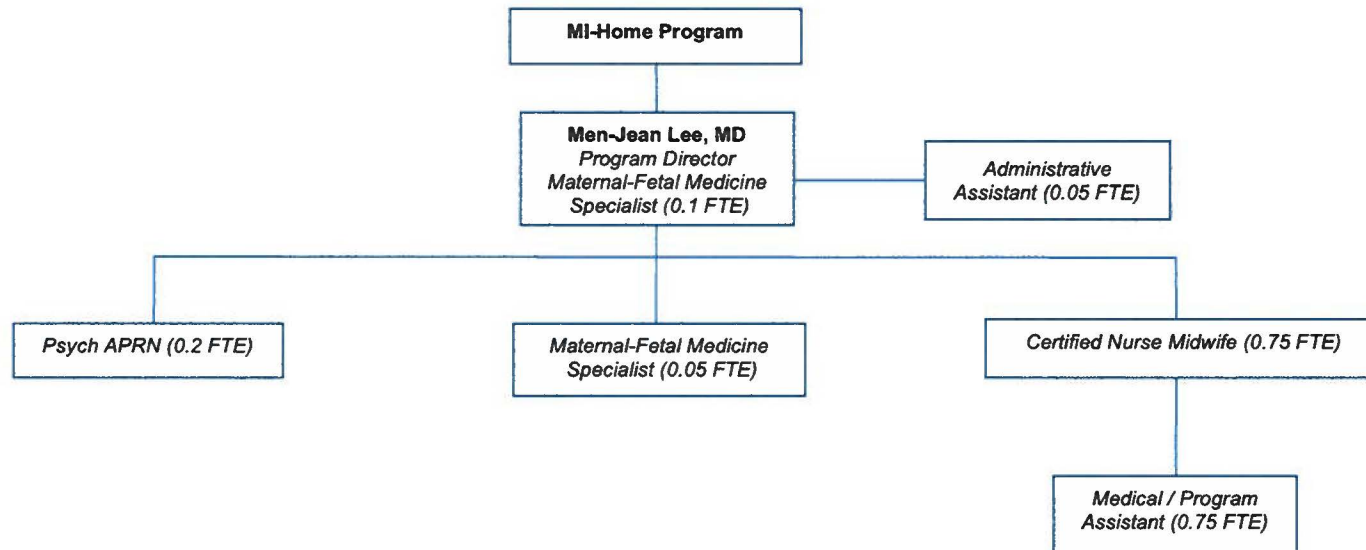 MI-Home Program
Men-Jean Lee, MD
Program Director
Maternal-Fetal Medicine
Specialist (0.1 FTE)
Administrative
Assistant (0.05 FTE)
Psych APRN (0.2 FTE)
Maternal-Fetal Medicine
Specialist (0.05 FTE)
Certified Nurse Midwife (0.75 FTE)
Medical / Program
Assistant (0.75 FTE)